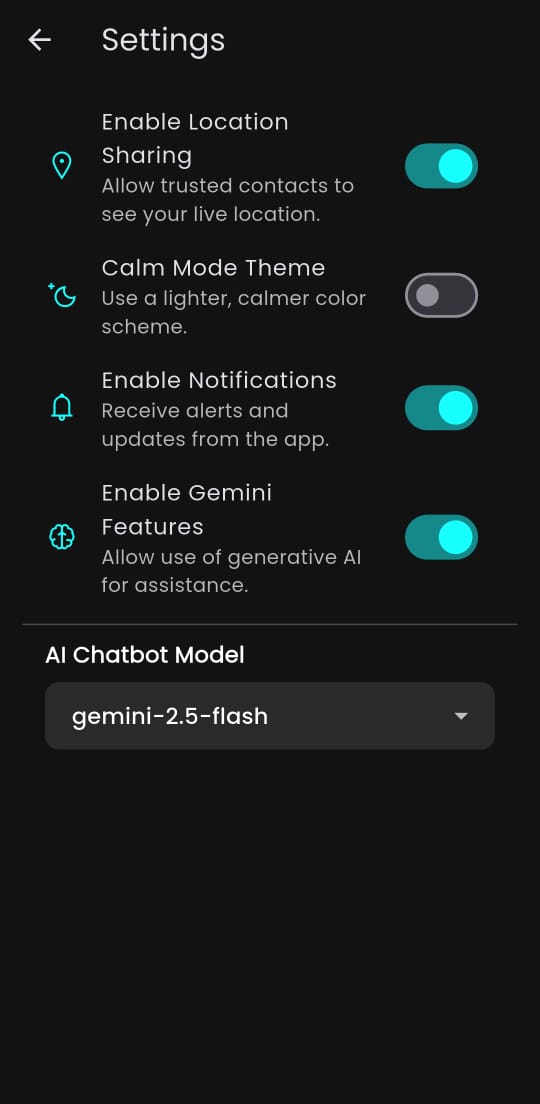 Settings
Enable Location
Sharing
Allow trusted contacts to
see your live location.
Calm Mode Theme
Use a lighter, calmer color
scheme.
Enable Notifications
Receive alerts and
updates from the app.
Enable Gemini
Features
Allow use of generative AI
for assistance.
AI Chatbot Model
gemini-2.5-flash